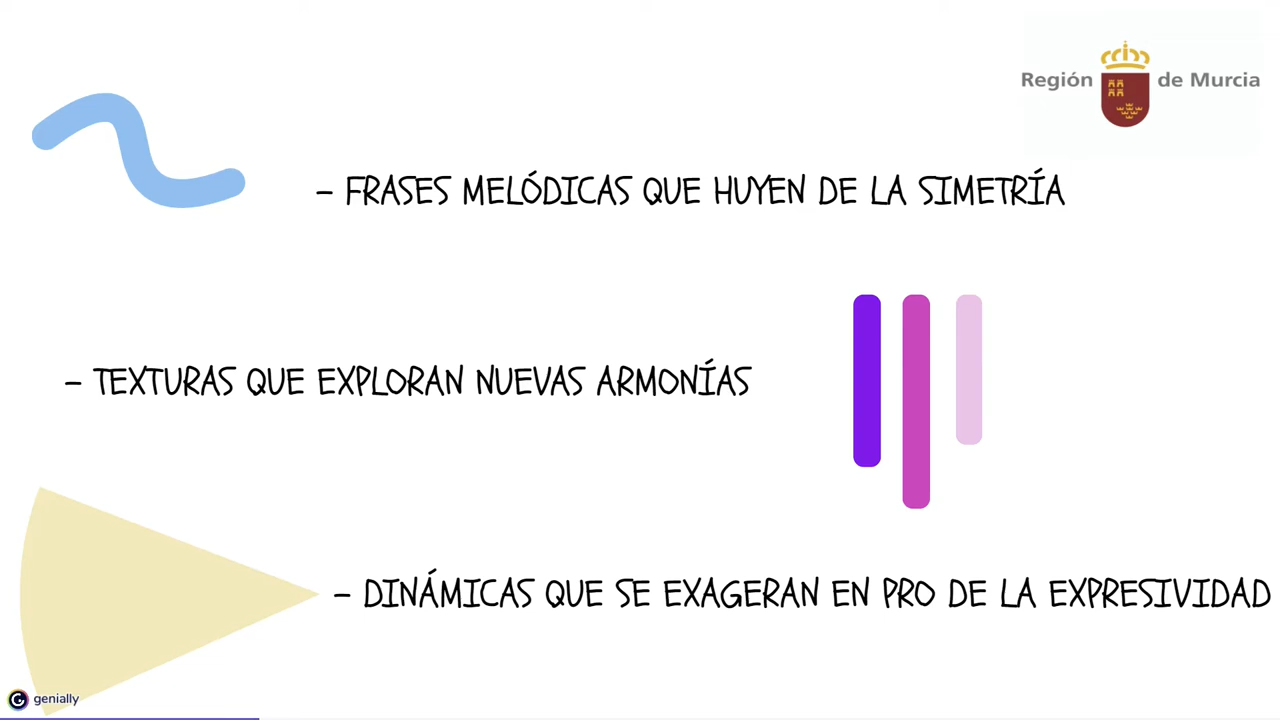 Región de Murcia
- FRASES MELÓDICAS QUE HUYEN DE LA SIMETRÍA
- TEXTURAS QUE EXPLORAN NUEVAS ARMONÍAS
- DINÁMICAS QUE SE EXAGERAN EN PRO DE LA EXPRESIVIDAD
genially